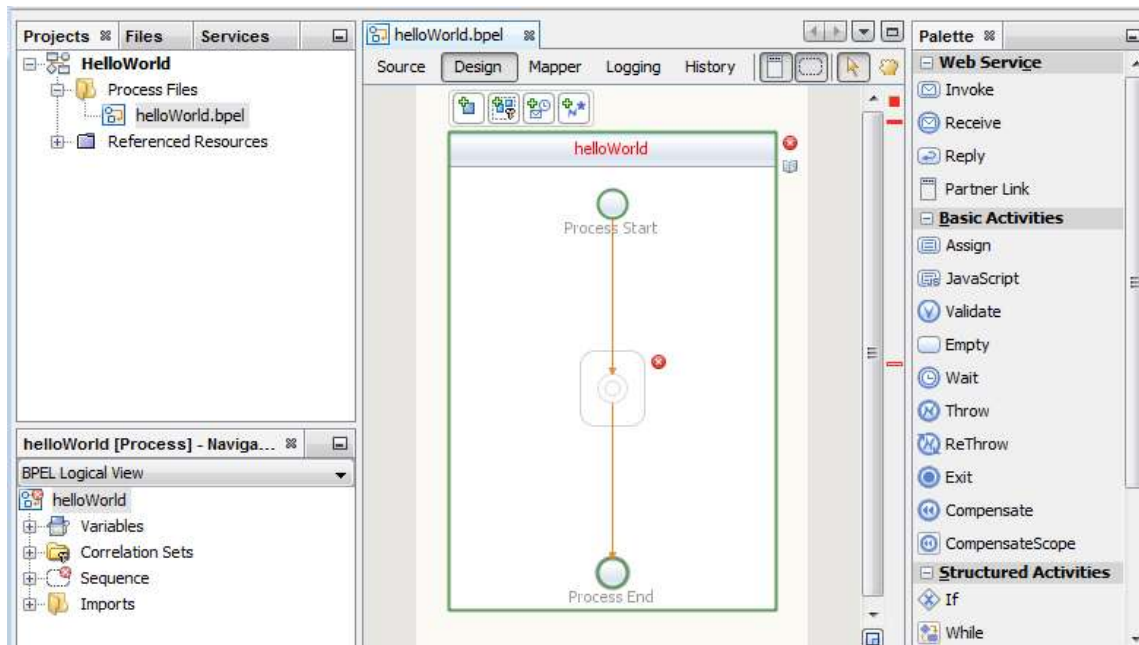 Projects Files Services
HelloWorld
Process Files
helloWorld.bpel
Referenced Resources
helloWorld [Process] - Naviga...
BPEL Logical View
helloWorld
Variables
Correlation Sets
Sequence
Imports
helloWorld.bpel
Source Design Mapper Logging History
helloWorld
Process Start
Process End
Palette
Web Service
Invoke
Receive
Reply
Partner Link
Basic Activities
Assign
JavaScript
Validate
Empty
Wait
Throw
ReThrow
Exit
Compensate
CompensateScope
Structured Activities
If
While